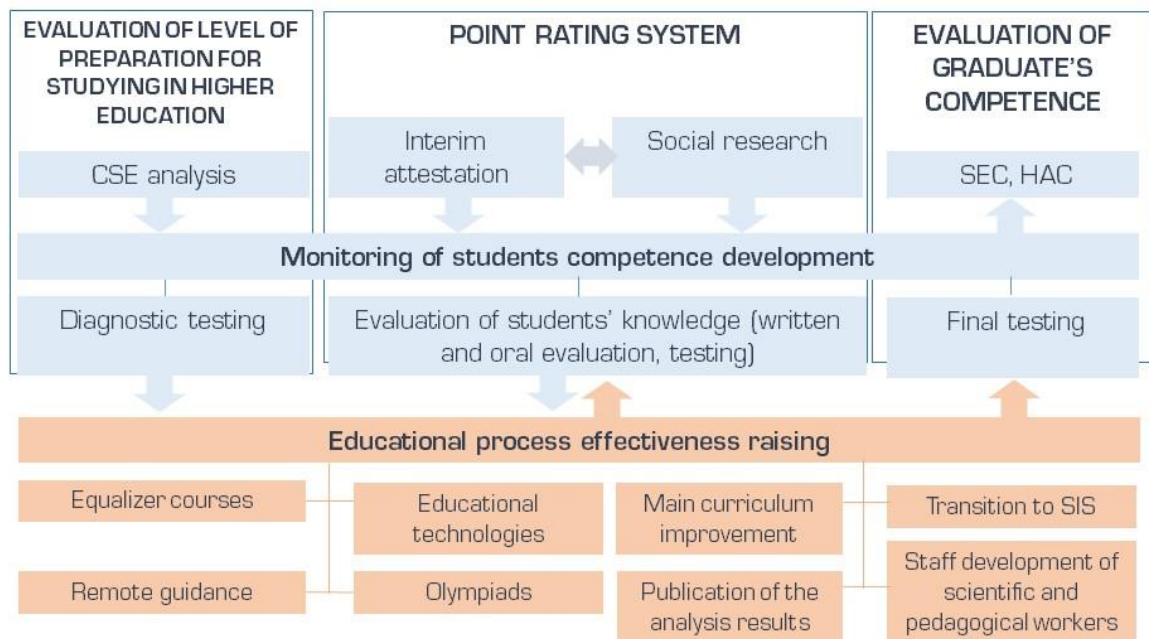 EVALUATION OF LEVEL OF
PREPARATION FOR
STUDYING IN HIGHER
EDUCATION
CSE analysis
POINT RATING SYSTEM
Interim
attestation
Social research
EVALUATION OF
GRADUATE'S
COMPETENCE
SEC, HAC
Monitoring of students competence development
Diagnostic testing
Evaluation of students' knowledge (written
and oral evaluation, testing)
Final testing
Educational process effectiveness raising
Equalizer courses
Educational
technologies
Main curriculum
improvement
Transition to SIS
Remote guidance
Olympiads
Publication of the
analysis results
Staff development of
scientific and
pedagogical workers